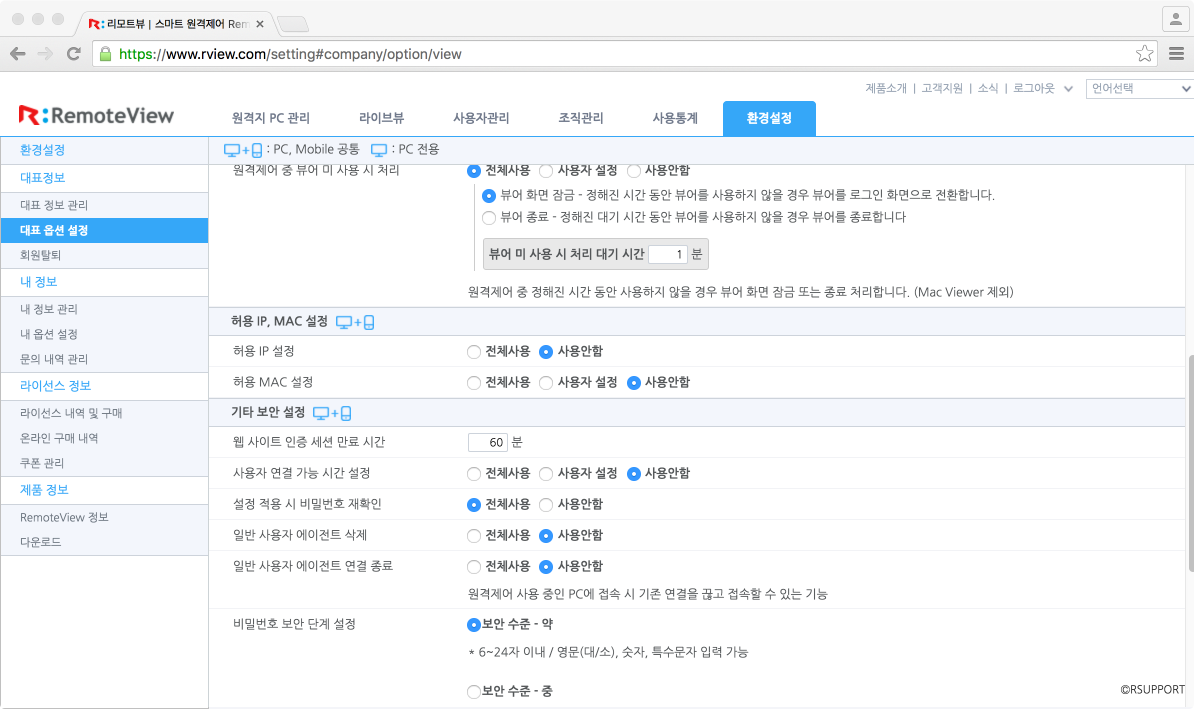 R: 리모트뷰 | 스마트 원격제어 Rem
https://www.rview.com/setting#company/option/view
제품소개 | 고객지원 | 소식 | 로그아웃 언어선택
R:RemoteView 원격지 PC 관리 라이브뷰 사용자관리 조직관리 사용통계 환경설정
환경설정
대표정보
대표 정보 관리
대표 옵션 설정
회원탈퇴
내 정보
내 정보 관리
내 옵션 설정
문의 내역 관리
라이선스 정보
라이선스 내역 및 구매
온라인 구매 내역
쿠폰 관리
제품 정보
RemoteView 정보
다운로드
+ : PC, Mobile 공통 : PC 전용
원격제어 중 뷰어 미 사용 시 처리 전체사용 사용자 설정 사용안함
뷰어 화면 잠금 - 정해진 시간 동안 뷰어를 사용하지 않을 경우 뷰어를 로그인 화면으로 전환합니다.
뷰어 종료 - 정해진 대기 시간 동안 뷰어를 사용하지 않을 경우 뷰어를 종료합니다
뷰어 미 사용 시 처리 대기 시간 1 분
원격제어 중 정해진 시간 동안 사용하지 않을 경우 뷰어 화면 잠금 또는 종료 처리합니다. (Mac Viewer 제외)
허용 IP, MAC 설정 +
허용 IP 설정 전체사용 사용안함
허용 MAC 설정 전체사용 사용자 설정 사용안함
기타 보안 설정 +
웹 사이트 인증 세션 만료 시간 60 분
사용자 연결 가능 시간 설정 전체사용 사용자 설정 사용안함
설정 적용 시 비밀번호 재확인 전체사용 사용안함
일반 사용자 에이전트 삭제 전체사용 사용안함
일반 사용자 에이전트 연결 종료 전체사용 사용안함
원격제어 사용 중인 PC에 접속 시 기존 연결을 끊고 접속할 수 있는 기능
비밀번호 보안 단계 설정 보안 수준 - 약
* 6~24자 이내 / 영문(대/소), 숫자, 특수문자 입력 가능
보안 수준 - 중
©RSUPPORT